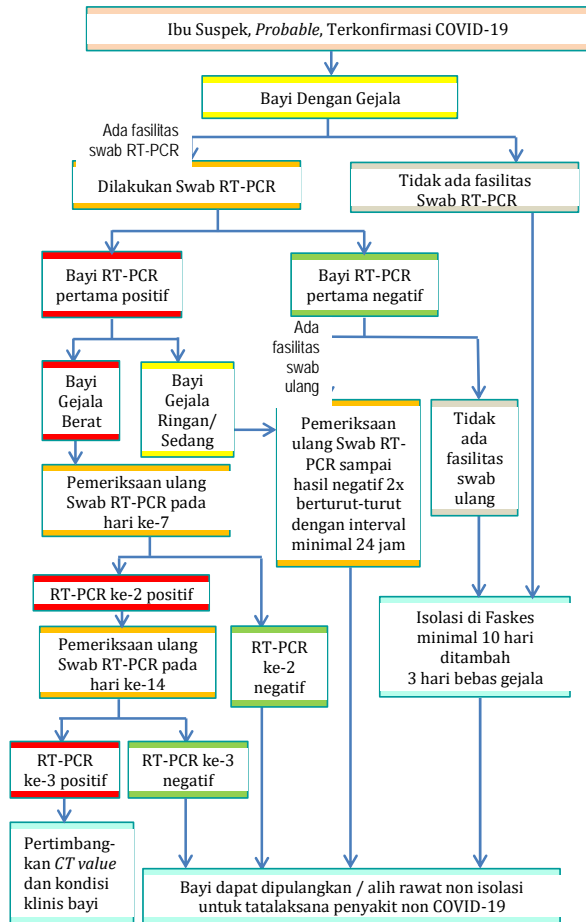 Ibu Suspek, Probable, Terkonfirmasi COVID-19
Bayi Dengan Gejala
Ada fasilitas
swab RT-PCR
Dilakukan Swab RT-PCR
Tidak ada fasilitas
Swab RT-PCR
Bayi RT-PCR
pertama positif
Bayi RT-PCR
pertama negatif
Ada
fasilitas
swab
ulang
Bayi
Gejala
Berat
Bayi
Gejala
Ringan/
Sedang
Pemeriksaan
ulang Swab RT-
PCR sampai
hasil negatif 2x
berturut-turut
dengan interval
minimal 24 jam
Tidak
ada
fasilitas
swab
ulang
Pemeriksaan ulang
Swab RT-PCR pada
hari ke-7
RT-PCR ke-2 positif
Pemeriksaan ulang
Swab RT-PCR pada
hari ke-14
RT-PCR
ke-2
negatif
Isolasi di Faskes
minimal 10 hari
ditambah
3 hari bebas gejala
RT-PCR
ke-3 positif
RT-PCR ke-3
negatif
Pertimbang-
kan CT value
dan kondisi
klinis bayi
Bayi dapat dipulangkan / alih rawat non isolasi
untuk tatalaksana penyakit non COVID-19